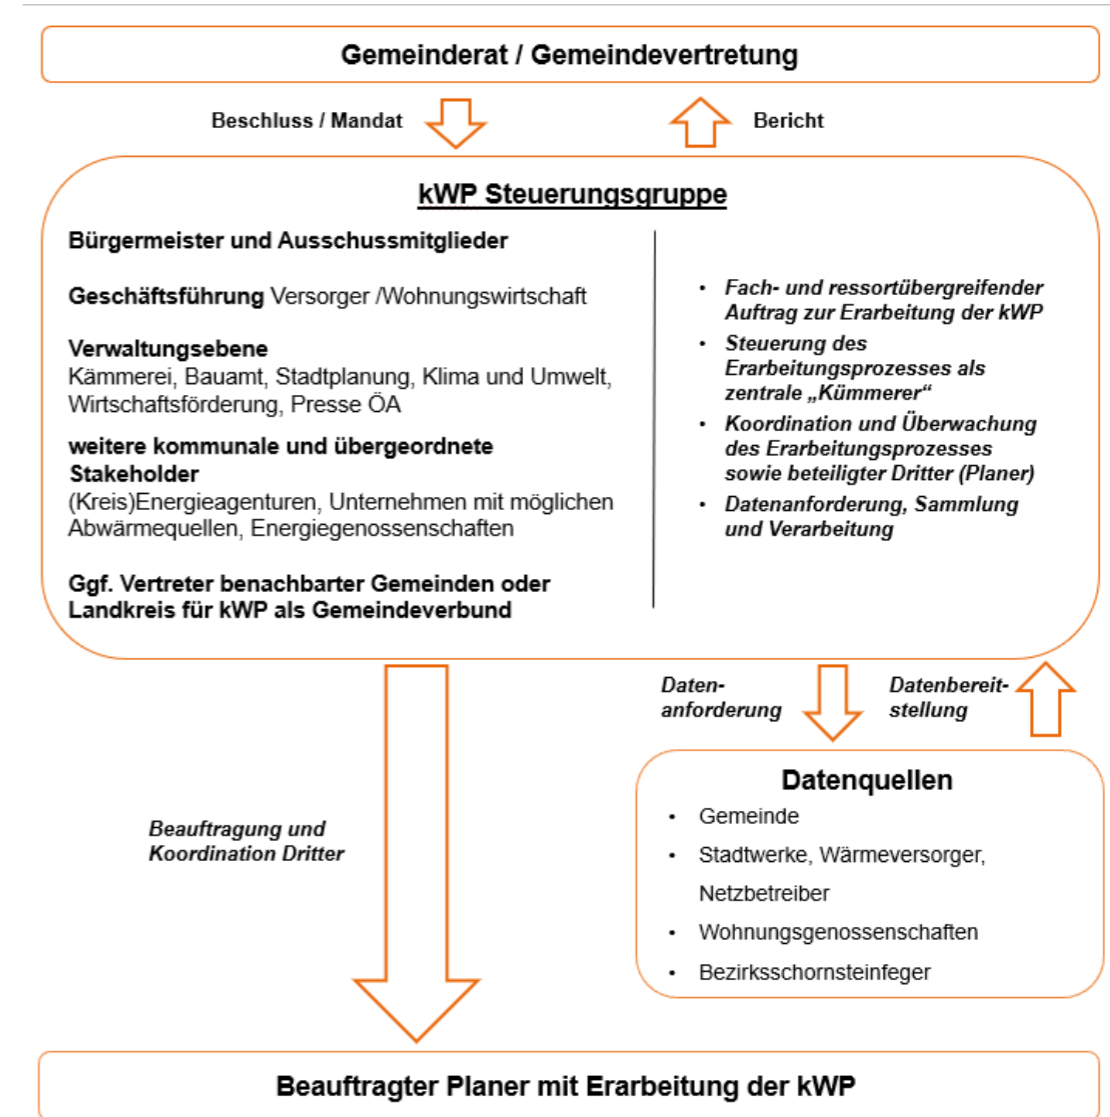 Gemeinderat / Gemeindevertretung
Beschluss / Mandat
Bericht
kWP Steuerungsgruppe
Bürgermeister und Ausschussmitglieder
Geschäftsführung Versorger /Wohnungswirtschaft
Verwaltungsebene
Kämmerei, Bauamt, Stadtplanung, Klima und Umwelt,
Wirtschaftsförderung, Presse ÖA
weitere kommunale und übergeordnete
Stakeholder
(Kreis)Energieagenturen, Unternehmen mit möglichen
Abwärmequellen, Energiegenossenschaften
Ggf. Vertreter benachbarter Gemeinden oder
Landkreis für kWP als Gemeindeverbund
• Fach- und ressortübergreifender
Auftrag zur Erarbeitung der kWP
• Steuerung des
Erarbeitungsprozesses als
zentrale „Kümmerer“
• Koordination und Überwachung
des Erarbeitungsprozesses
sowie beteiligter Dritter (Planer)
• Datenanforderung, Sammlung
und Verarbeitung
Daten-
anforderung
Datenbereit-
stellung
Beauftragung und
Koordination Dritter
Datenquellen
• Gemeinde
• Stadtwerke, Wärmeversorger,
Netzbetreiber
• Wohnungsgenossenschaften
• Bezirksschornsteinfeger
Beauftragter Planer mit Erarbeitung der kWP